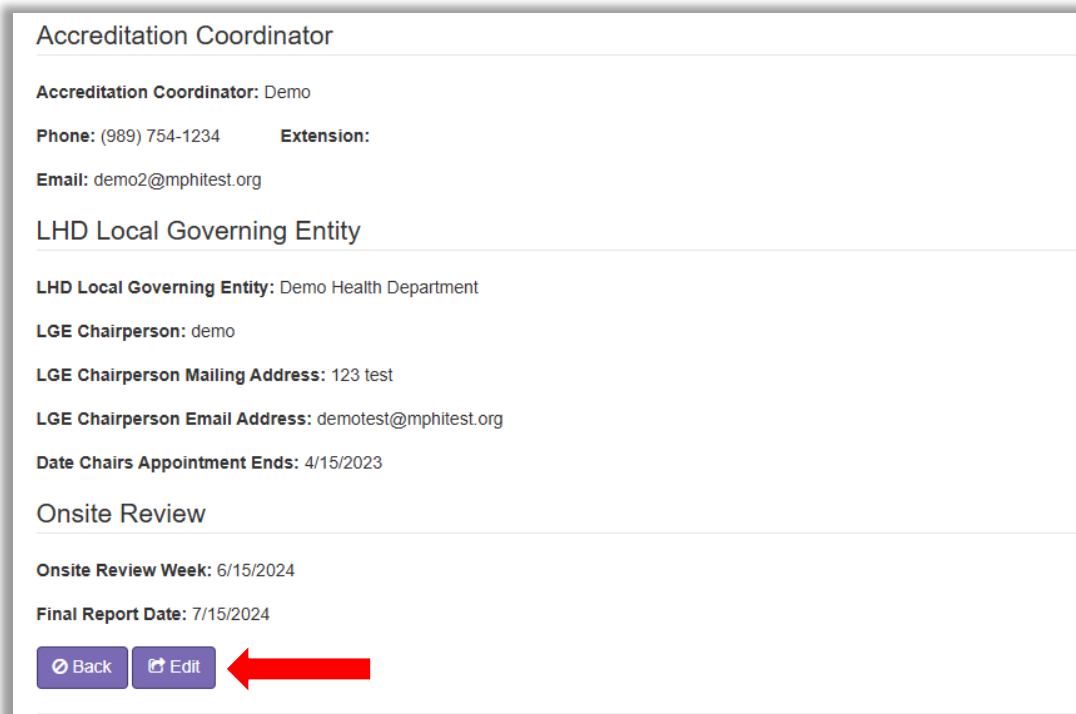 Accreditation Coordinator
Accreditation Coordinator: Demo
Phone: (989) 754-1234 Extension:
Email: demo2@mphitest.org
LHD Local Governing Entity
LHD Local Governing Entity: Demo Health Department
LGE Chairperson: demo
LGE Chairperson Mailing Address: 123 test
LGE Chairperson Email Address: demotest@mphitest.org
Date Chairs Appointment Ends: 4/15/2023
Onsite Review
Onsite Review Week: 6/15/2024
Final Report Date: 7/15/2024
Back Edit